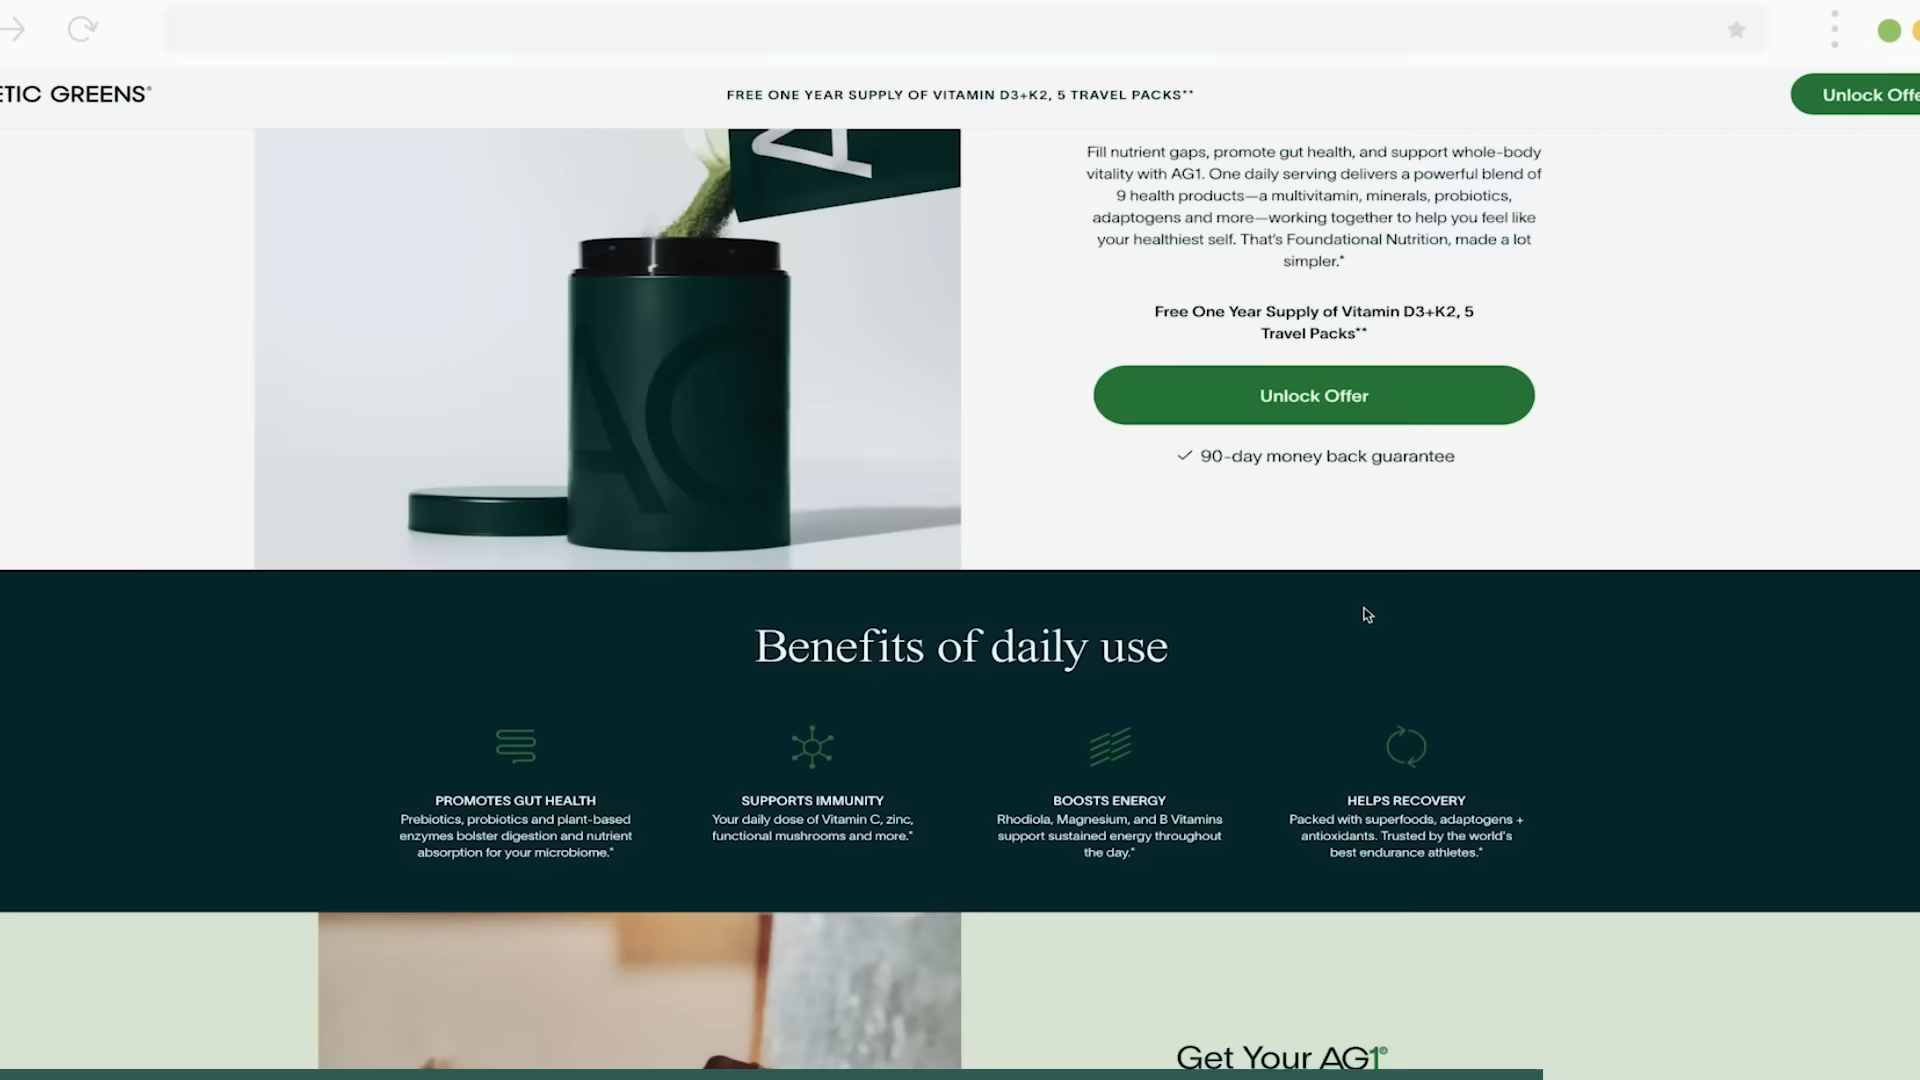 ETIC GREENS®
FREE ONE YEAR SUPPLY OF VITAMIN D3+K2, 5 TRAVEL PACKS**
Unlock Offe
Fill nutrient gaps, promote gut health, and support whole-body
vitality with AG1. One daily serving delivers a powerful blend of
9 health products—a multivitamin, minerals, probiotics,
adaptogens and more—working together to help you feel like
your healthiest self. That's Foundational Nutrition, made a lot
simpler.*
Free One Year Supply of Vitamin D3+K2, 5
Travel Packs**
Unlock Offer
90-day money back guarantee
AG
Benefits of daily use
PROMOTES GUT HEALTH
Prebiotics, probiotics and plant-based
enzymes bolster digestion and nutrient
absorption for your microbiome.*
SUPPORTS IMMUNITY
Your daily dose of Vitamin C, zinc,
functional mushrooms and more.*
BOOSTS ENERGY
Rhodiola, Magnesium, and B Vitamins
support sustained energy throughout
the day.*
HELPS RECOVERY
Packed with superfoods, adaptogens +
antioxidants. Trusted by the world's
best endurance athletes.*
Get Your AG1®